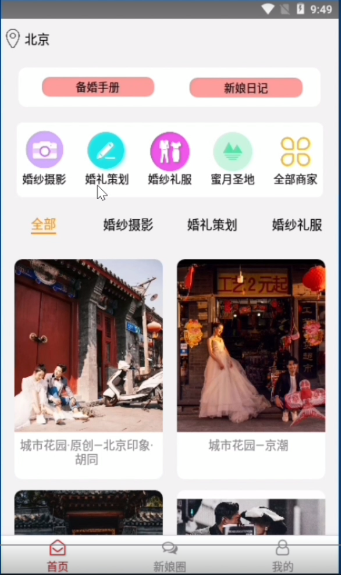 9:49
北京
备婚手册 新娘日记
婚纱摄影 婚礼策划 婚纱礼服 蜜月圣地 全部商家
全部 婚纱摄影 婚礼策划 婚纱礼服
工艺2元起
城市花园·原创—北京印象·
胡同
城市花园—京潮
首页 新娘圈 我的